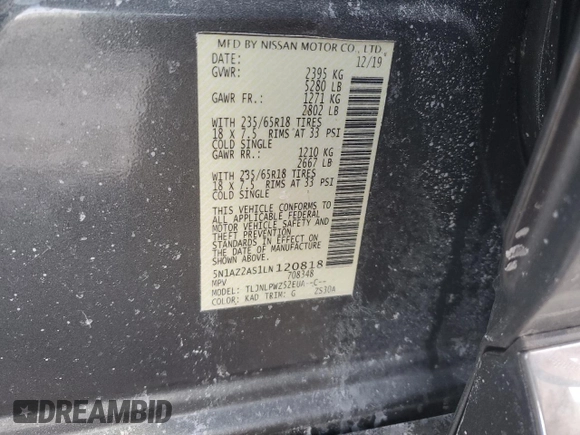 MFD BY NISSAN MOTOR CO., LTD.
DATE: 12/19
GVWR: 2395 KG
5280 LB
GAWR FR.: 1271 KG
2802 LB
WITH 235/65R18 TIRES
18 X 7.5 RIMS AT 33 PSI
COLD SINGLE
GAWR RR.: 1210 KG
2667 LB
WITH 235/65R18 TIRES
18 X 7.5 RIMS AT 33 PSI
COLD SINGLE
THIS VEHICLE CONFORMS TO
ALL APPLICABLE FEDERAL
MOTOR VEHICLE SAFETY AND
THEFT PREVENTION
STANDARDS IN EFFECT ON
THE DATE OF MANUFACTURE
SHOWN ABOVE.
5N1AZ2AS1LN120818
MPV 708348
MODEL: TLJNLPWZ52EUA--C--
COLOR: KAD TRIM: G ZS30A
DREAMBID